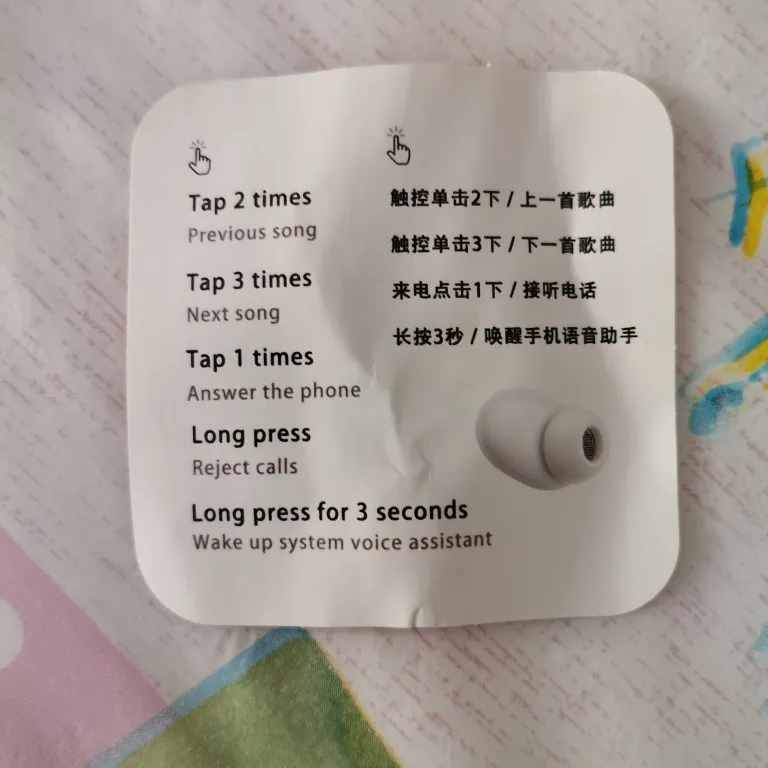 Tap 2 times
Previous song
Tap 3 times
Next song
Tap 1 times
Answer the phone
Long press
Reject calls
Long press for 3 seconds
Wake up system voice assistant
触控单击2下 / 上一首歌曲
触控单击3下 / 下一首歌曲
来电点击1下 / 接听电话
长按3秒 / 唤醒手机语音助手